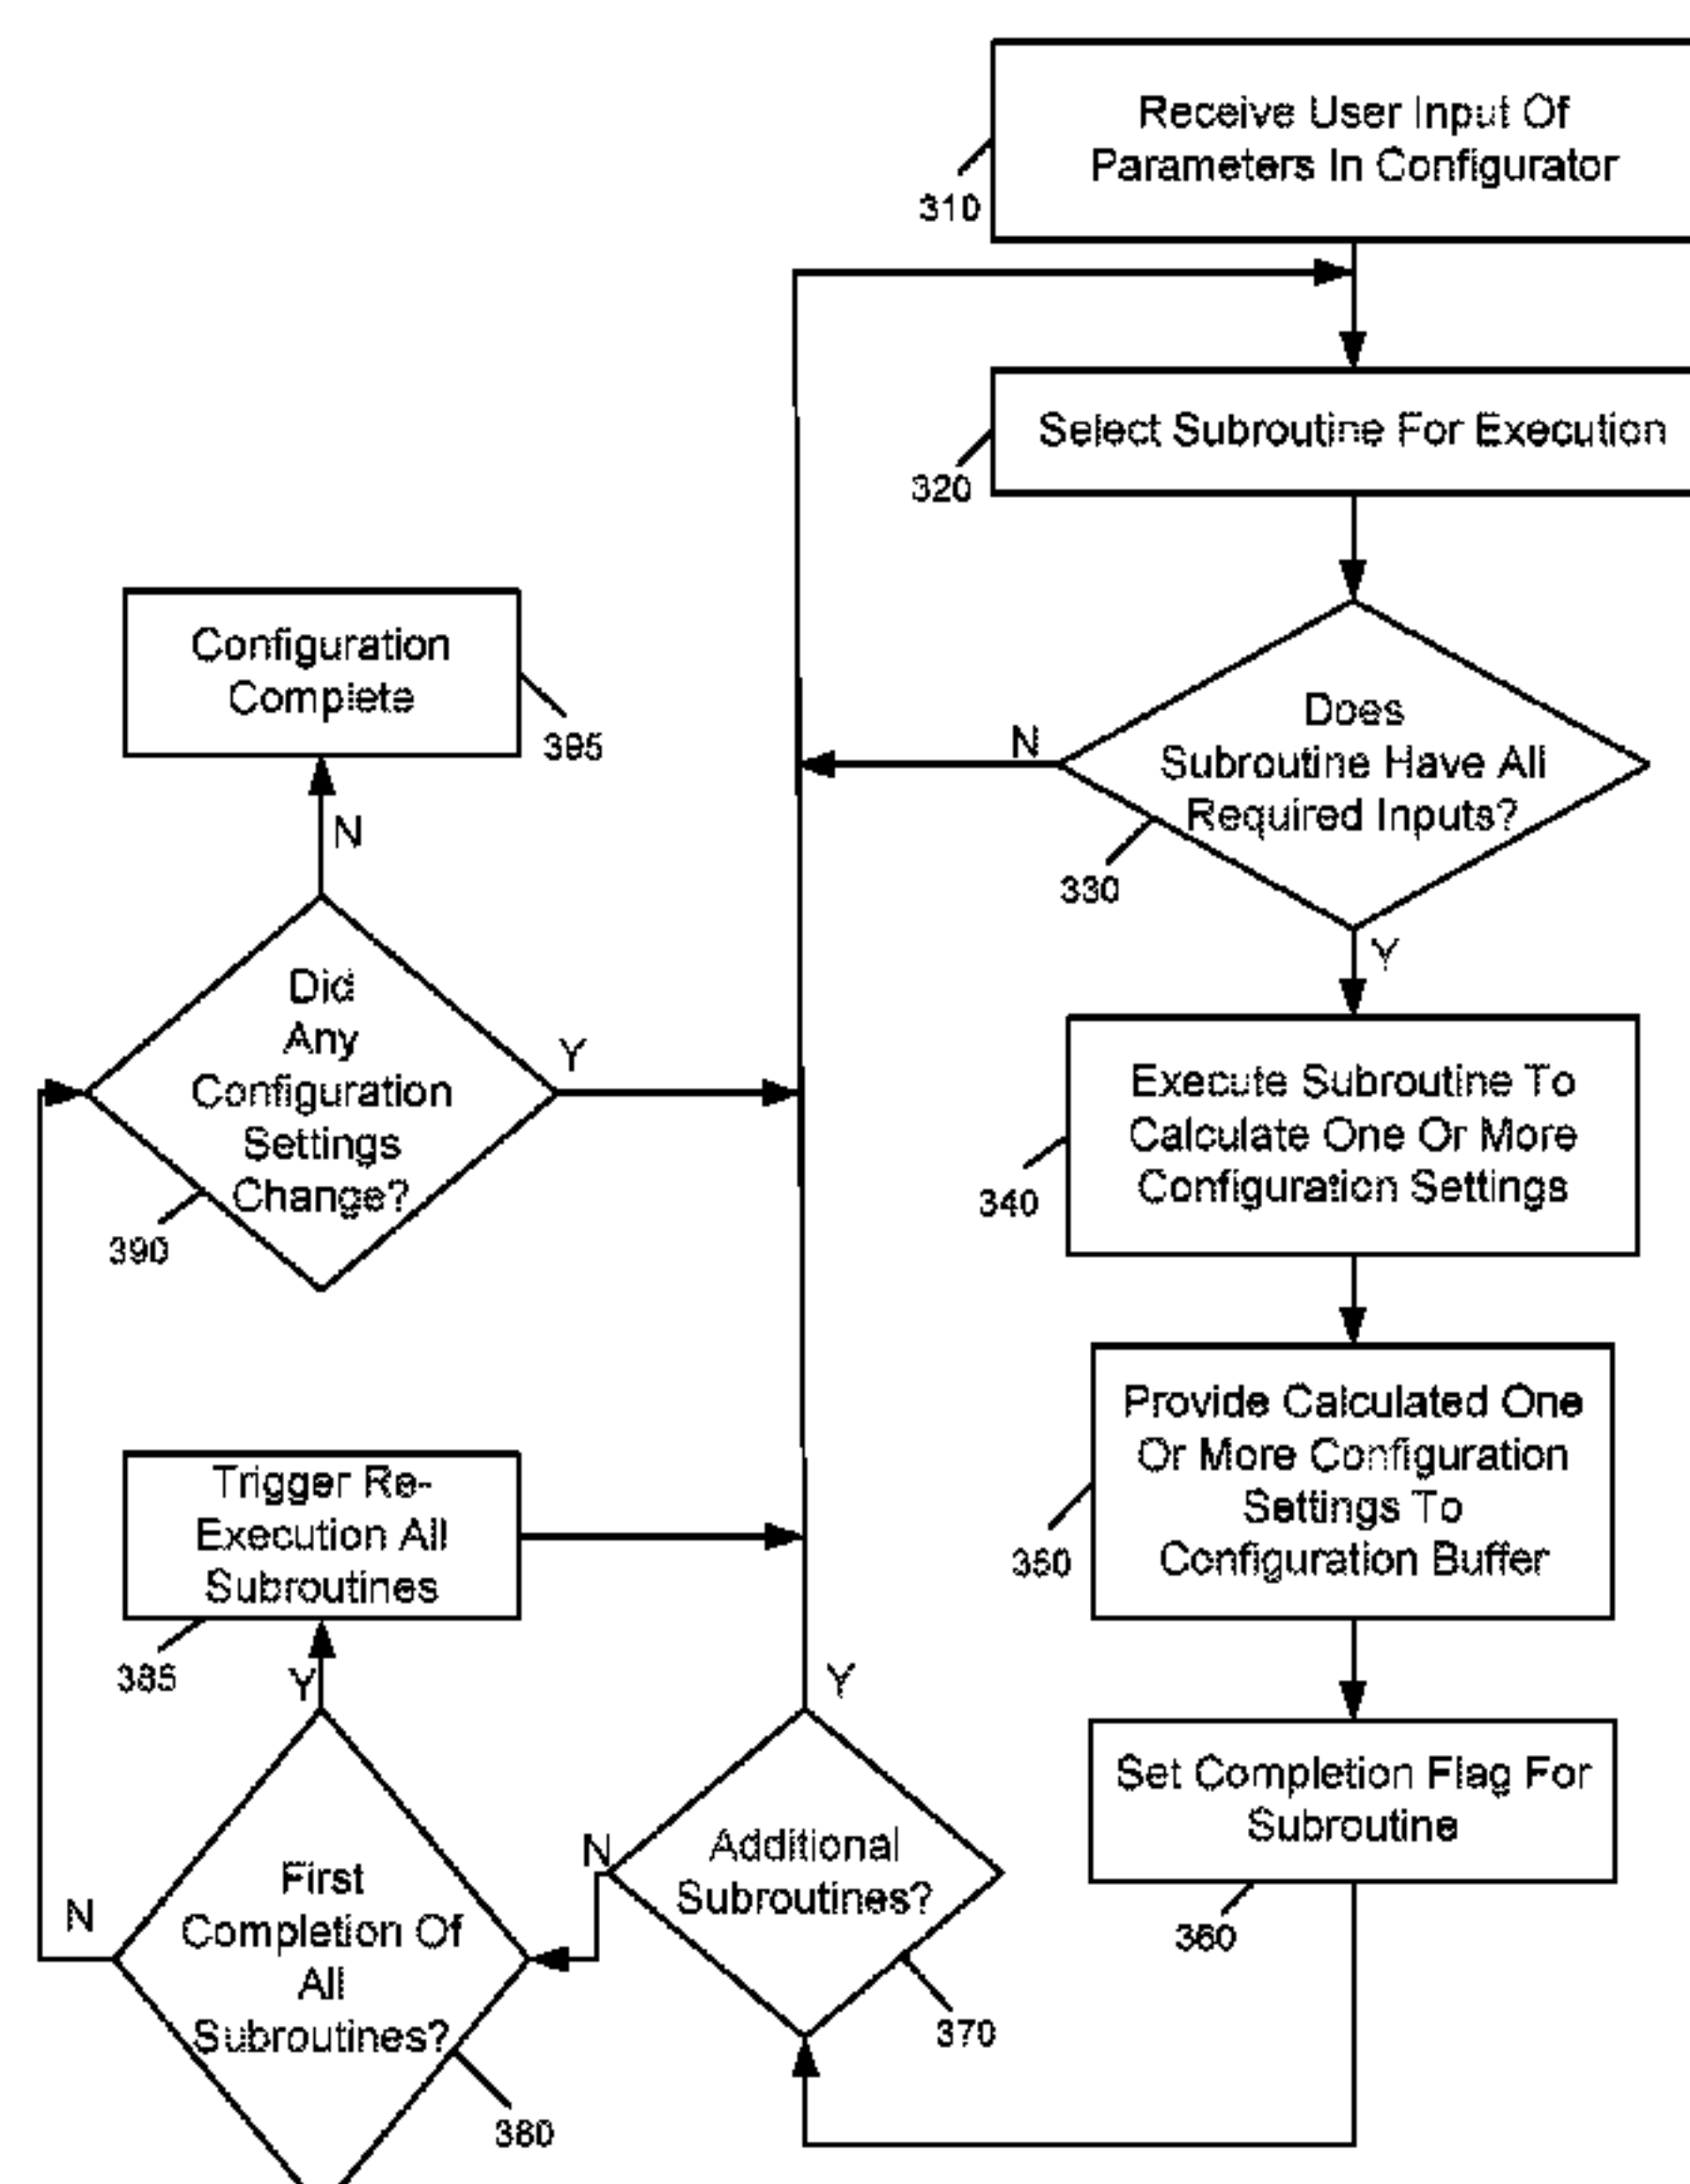 Receive User Input Of
Parameters In Configurator
310
Select Subroutine For Execution
320
Does
Subroutine Have All
Required Inputs?
N
330
Y
Execute Subroutine To
Calculate One Or More
Configuration Settings
340
Provide Calculated One
Or More Configuration
Settings To
Configuration Buffer
350
Set Completion Flag For
Subroutine
360
Additional
Subroutines?
Y
N
370
First
Completion Of
All
Subroutines?
Y
N
380
Trigger Re-
Execution All
Subroutines
385
Did
Any
Configuration
Settings
Change?
Y
N
390
Configuration
Complete
395